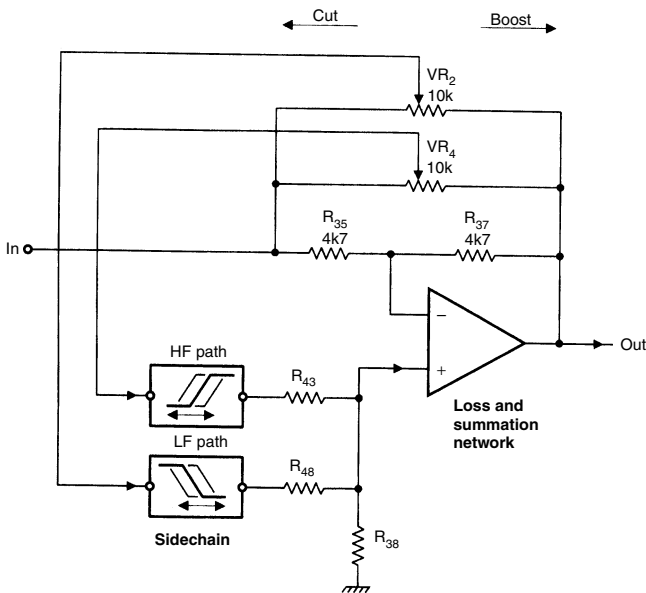 Cut
Boost
VR2
10k
VR4
10k
R35
4k7
R37
4k7
In
−
+
Out
HF path
R43
Loss and
summation
network
LF path
R48
Sidechain
R38